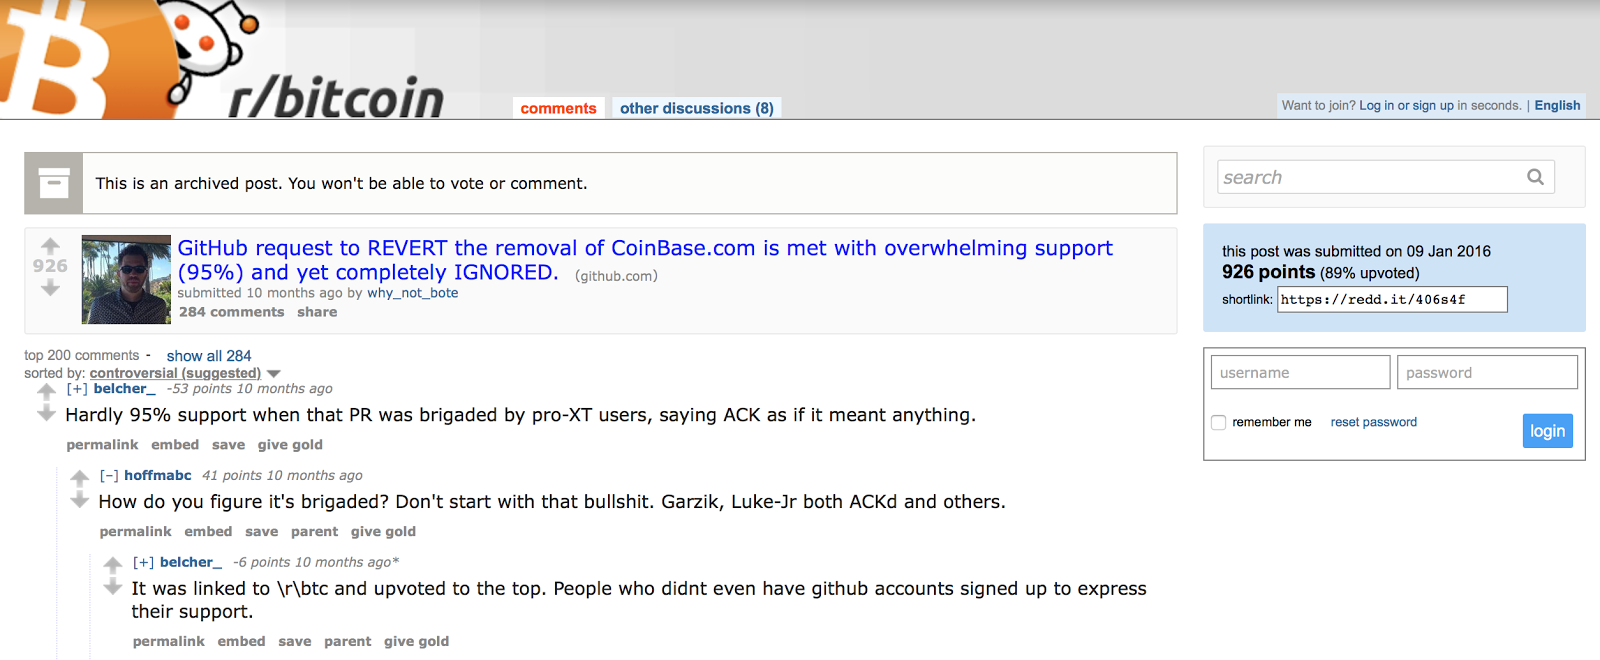 B
r/bitcoin
comments
other discussions (8)
Want to join? Log in or sign up in seconds. | English
This is an archived post. You won't be able to vote or comment.
search
926
GitHub request to REVERT the removal of CoinBase.com is met with overwhelming support
(95%) and yet completely IGNORED. (github.com)
submitted 10 months ago by why_not_bote
284 comments share
this post was submitted on 09 Jan 2016
926 points (89% upvoted)
shortlink: https://redd.it/406s4f
username
password
remember me reset password
login
top 200 comments - show all 284
sorted by: controversial (suggested)
[+] belcher_ -53 points 10 months ago
Hardly 95% support when that PR was brigaded by pro-XT users, saying ACK as if it meant anything.
permalink embed save give gold
[–] hoffmabc 41 points 10 months ago
How do you figure it's brigaded? Don't start with that bullshit. Garzik, Luke-Jr both ACKd and others.
permalink embed save parent give gold
[+] belcher_ -6 points 10 months ago*
It was linked to \r\btc and upvoted to the top. People who didnt even have github accounts signed up to express
their support.
permalink embed save parent give gold